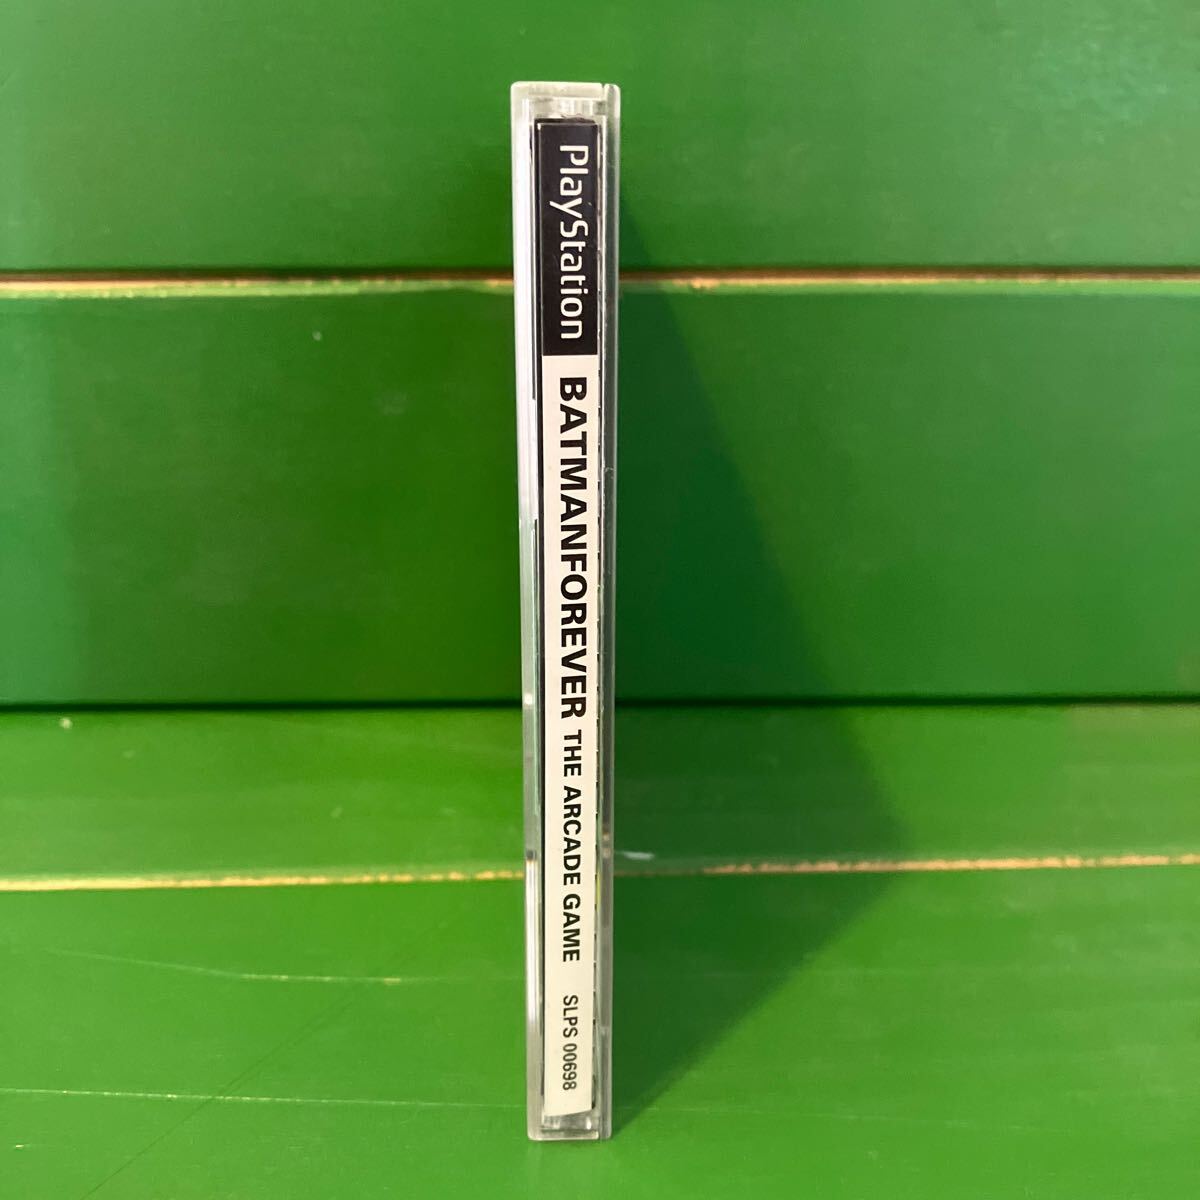 PlayStation
BATMANFOREVER THE ARCADE GAME
SLPS 00698